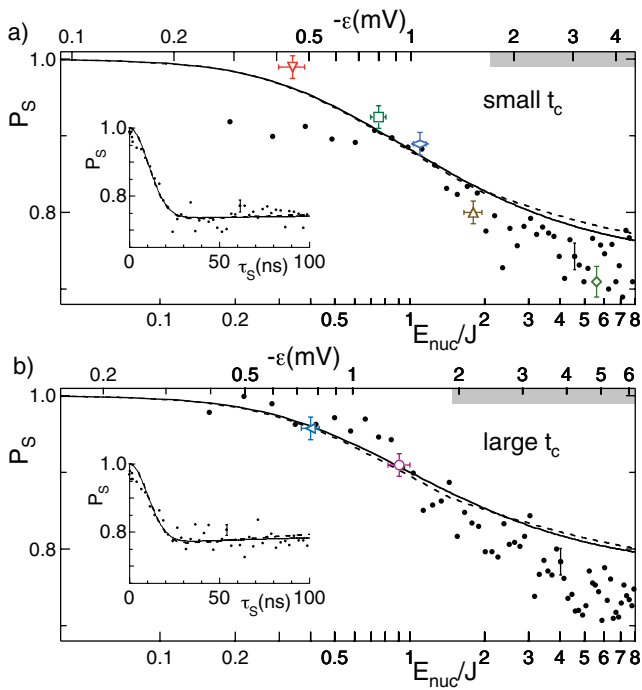 a)
-ε(mV)
0.1 0.2 0.5 1 2 3 4
1.0
0.8
P_S
small t_c
1.0
0.8
P_S
0 50 100
τ_S(ns)
0.1 0.2 0.5 1 2 3 4 5 6 7 8
E_nuc/J
b)
-ε(mV)
0.2 0.5 1 2 3 4 5 6
1.0
0.8
P_S
large t_c
1.0
0.8
P_S
0 50 100
τ_S(ns)
0.1 0.2 0.5 1 2 3 4 5 6 7 8
E_nuc/J